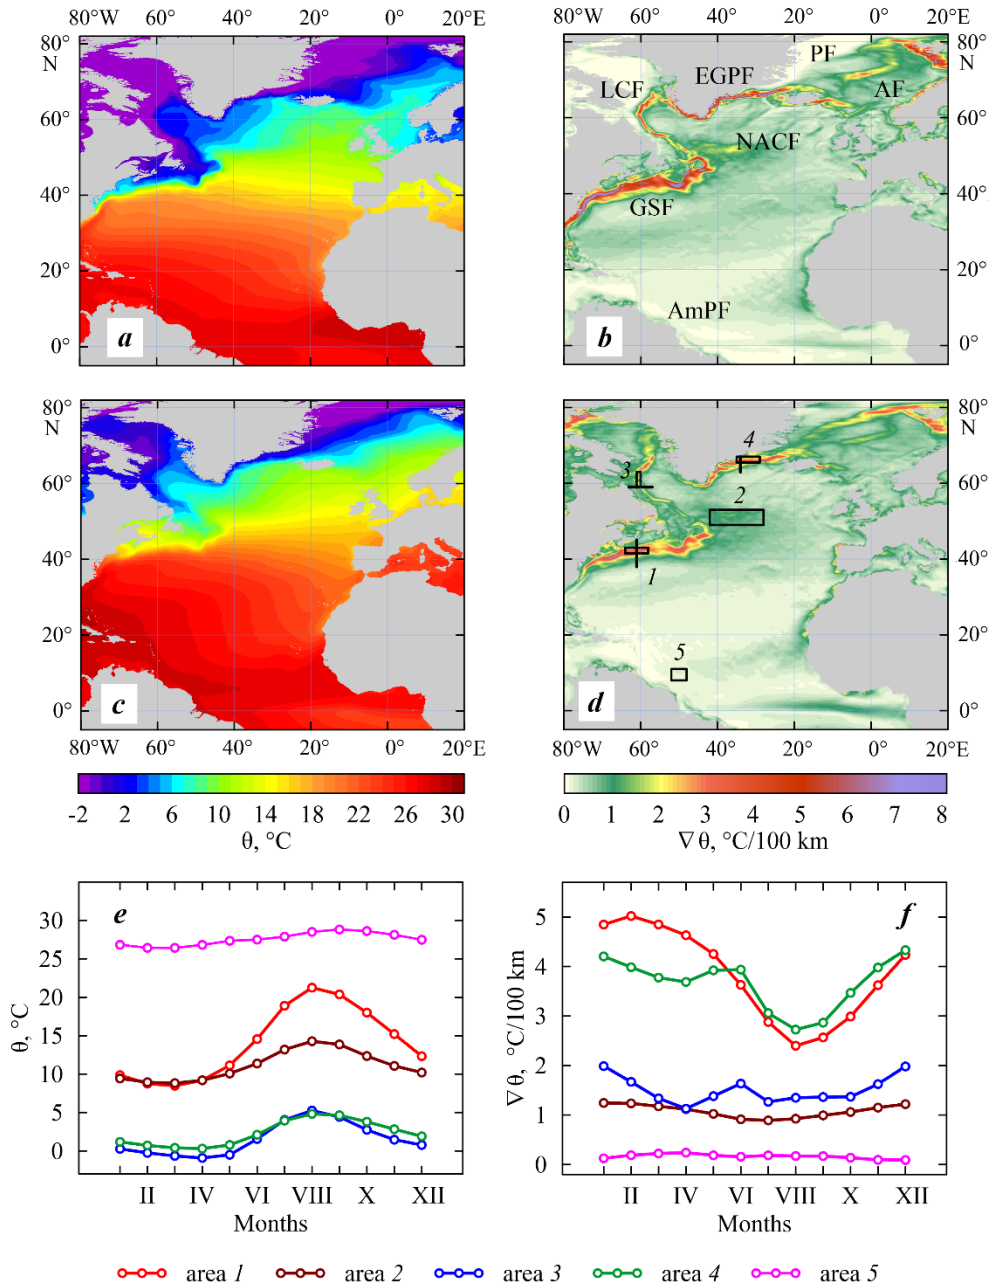 80°W 60° 40° 20° 0° 20°E 80°W 60° 40° 20° 0° 20°E
80°
N
60°
40°
20°
0°
a
PF
LCF
EGPF
AF
NACF
GSF
AmPF
b
80°
N
60°
40°
20°
0°
80°
N
60°
40°
20°
0°
c
4
3
2
1
5
d
80°
N
60°
40°
20°
0°
80°W 60° 40° 20° 0° 20°E 80°W 60° 40° 20° 0° 20°E
-2 2 6 10 14 18 22 26 30
θ, °C
0 1 2 3 4 5 6 7 8
∇θ, °C/100 km
e
30
25
20
15
10
5
0
θ, °C
II IV VI VIII X XII
Months
f
5
4
3
2
1
0
∇θ, °C/100 km
II IV VI VIII X XII
Months
area 1 area 2 area 3 area 4 area 5